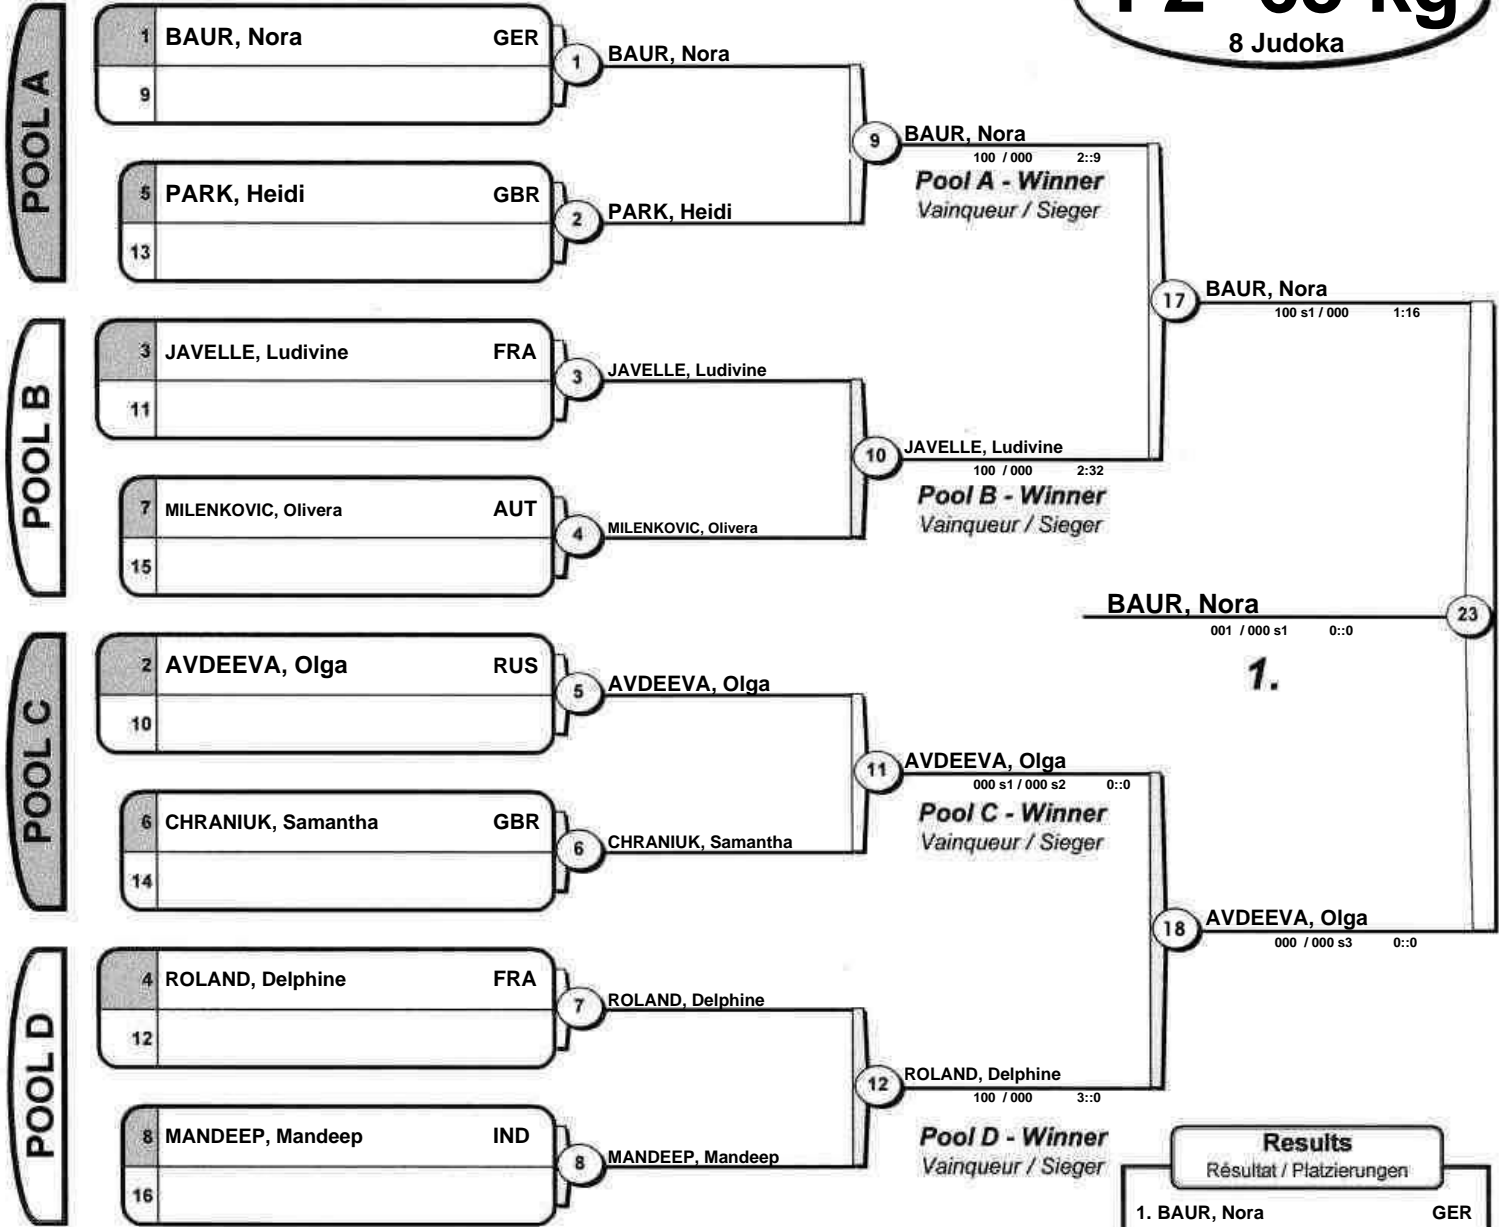 8 Judoka
POOL A
1 BAUR, Nora GER
9
1 BAUR, Nora
5 PARK, Heidi GBR
13
2 PARK, Heidi
9 BAUR, Nora
100 / 000 2::9
Pool A - Winner
Vainqueur / Sieger
POOL B
3 JAVELLE, Ludivine FRA
11
3 JAVELLE, Ludivine
7 MILENKOVIC, Olivera AUT
15
4 MILENKOVIC, Olivera
10 JAVELLE, Ludivine
100 / 000 2:32
Pool B - Winner
Vainqueur / Sieger
17 BAUR, Nora
100 s1 / 000 1:16
BAUR, Nora 23
001 / 000 s1 0::0
1.
POOL C
2 AVDEEVA, Olga RUS
10
5 AVDEEVA, Olga
6 CHRANIUK, Samantha GBR
14
6 CHRANIUK, Samantha
11 AVDEEVA, Olga
000 s1 / 000 s2 0::0
Pool C - Winner
Vainqueur / Sieger
18 AVDEEVA, Olga
000 / 000 s3 0::0
POOL D
4 ROLAND, Delphine FRA
12
7 ROLAND, Delphine
8 MANDEEP, Mandeep IND
16
8 MANDEEP, Mandeep
12 ROLAND, Delphine
100 / 000 3::0
Pool D - Winner
Vainqueur / Sieger
Results
Résultat / Platzierungen
1. BAUR, Nora GER